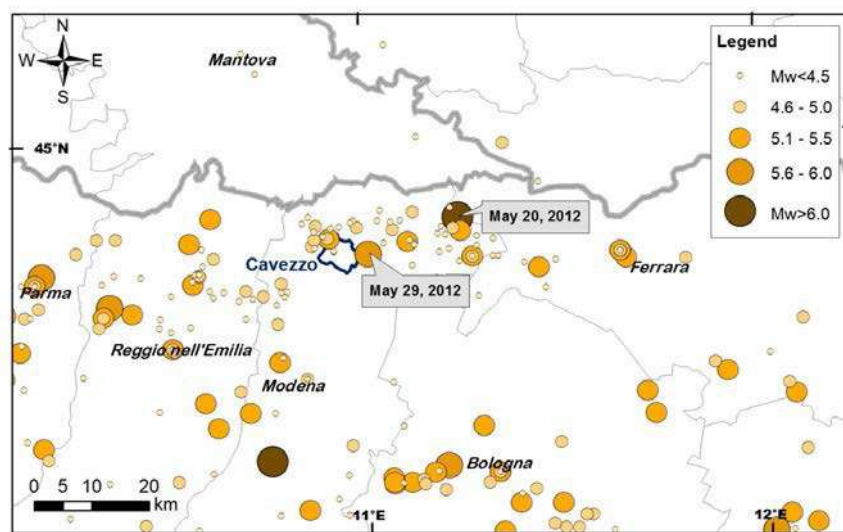 N
W E
S
Mantova
Legend
Mw<4.5
4.6 - 5.0
5.1 - 5.5
5.6 - 6.0
Mw>6.0
45°N
May 20, 2012
Cavezzo
May 29, 2012
Ferrara
Parma
Reggio nell'Emilia
Modena
Bologna
0 5 10 20
km
11°E
12°E